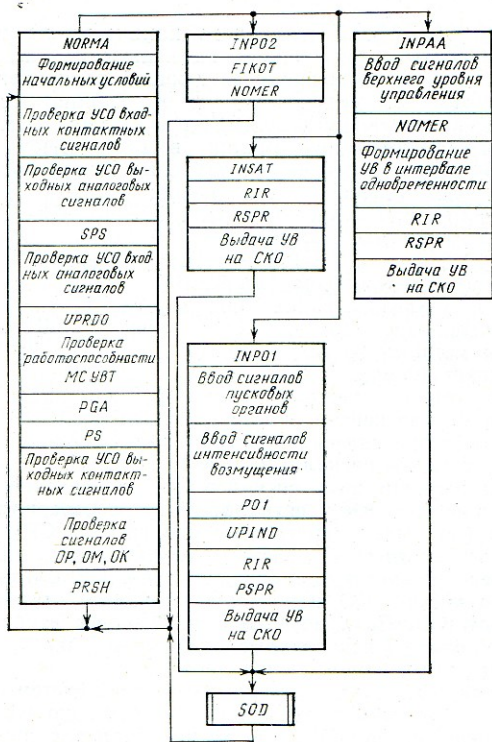 NORMA
Формирование
начальных условий
Проверка УСО вход-
ных контактных
сигналов
Проверка УСО вы-
ходных аналоговых
сигналов
SPS
Проверка УСО вход-
ных аналоговых
сигналов
UPRDO
Проверка
работоспособности
МС УВТ
PGA
PS
Проверка УСО вы-
ходных контакт-
ных сигналов
Проверка
сигналов
ОР, ОМ, ОК
PRSH
INPO2
FIKOT
NOMER
INSAT
RIR
RSPR
Выдача УВ
на СКО
INPO1
Ввод сигналов
пусковых
органов
Ввод сигналов
интенсивности
возмущения
PO1
UPIND
RIR
PSPR
Выдача УВ
на СКО
INPAA
Ввод сигналов
верхнего уровня
управления
NOMER
Формирование
УВ в интервале
одновременности
RIR
RSPR
Выдача УВ
на СКО
SOD